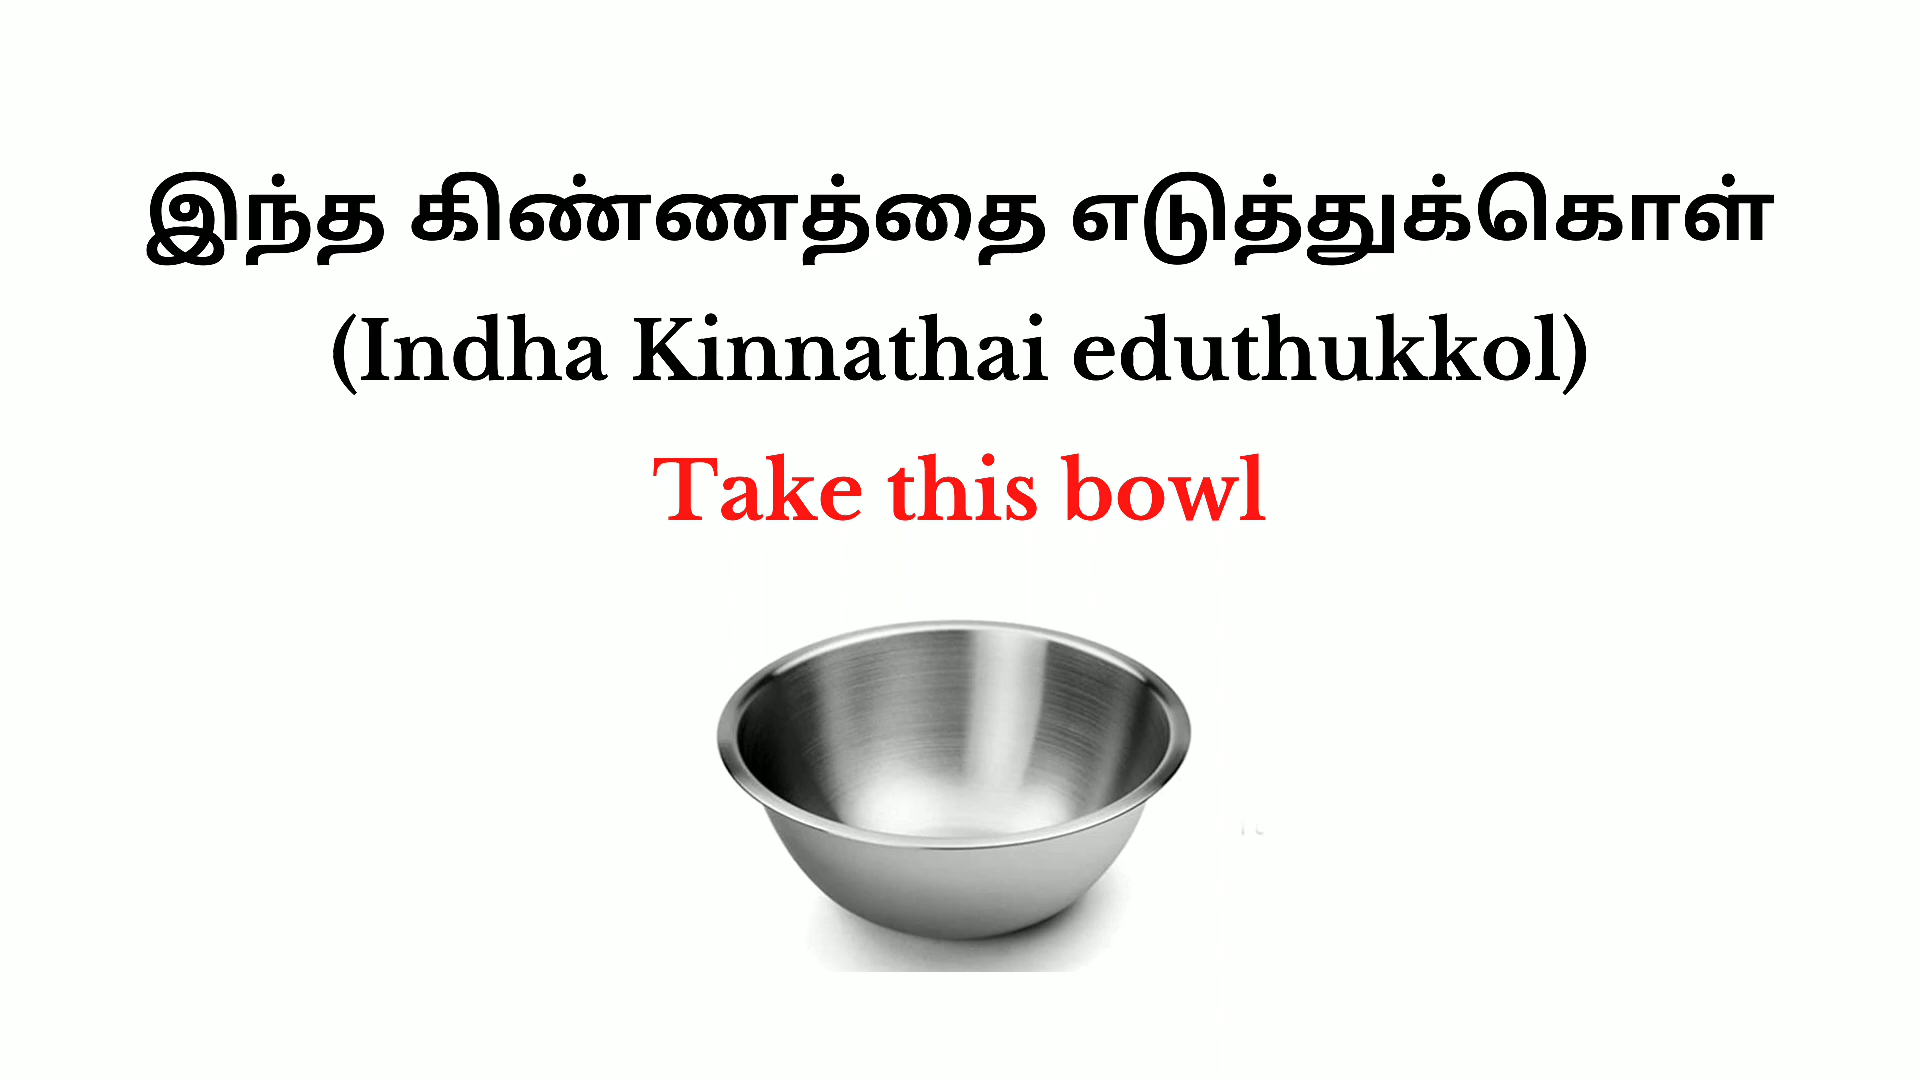 இந்த கிண்ணத்தை எடுத்துக்கொள்
(Indha Kinnathai eduthukkol)
Take this bowl